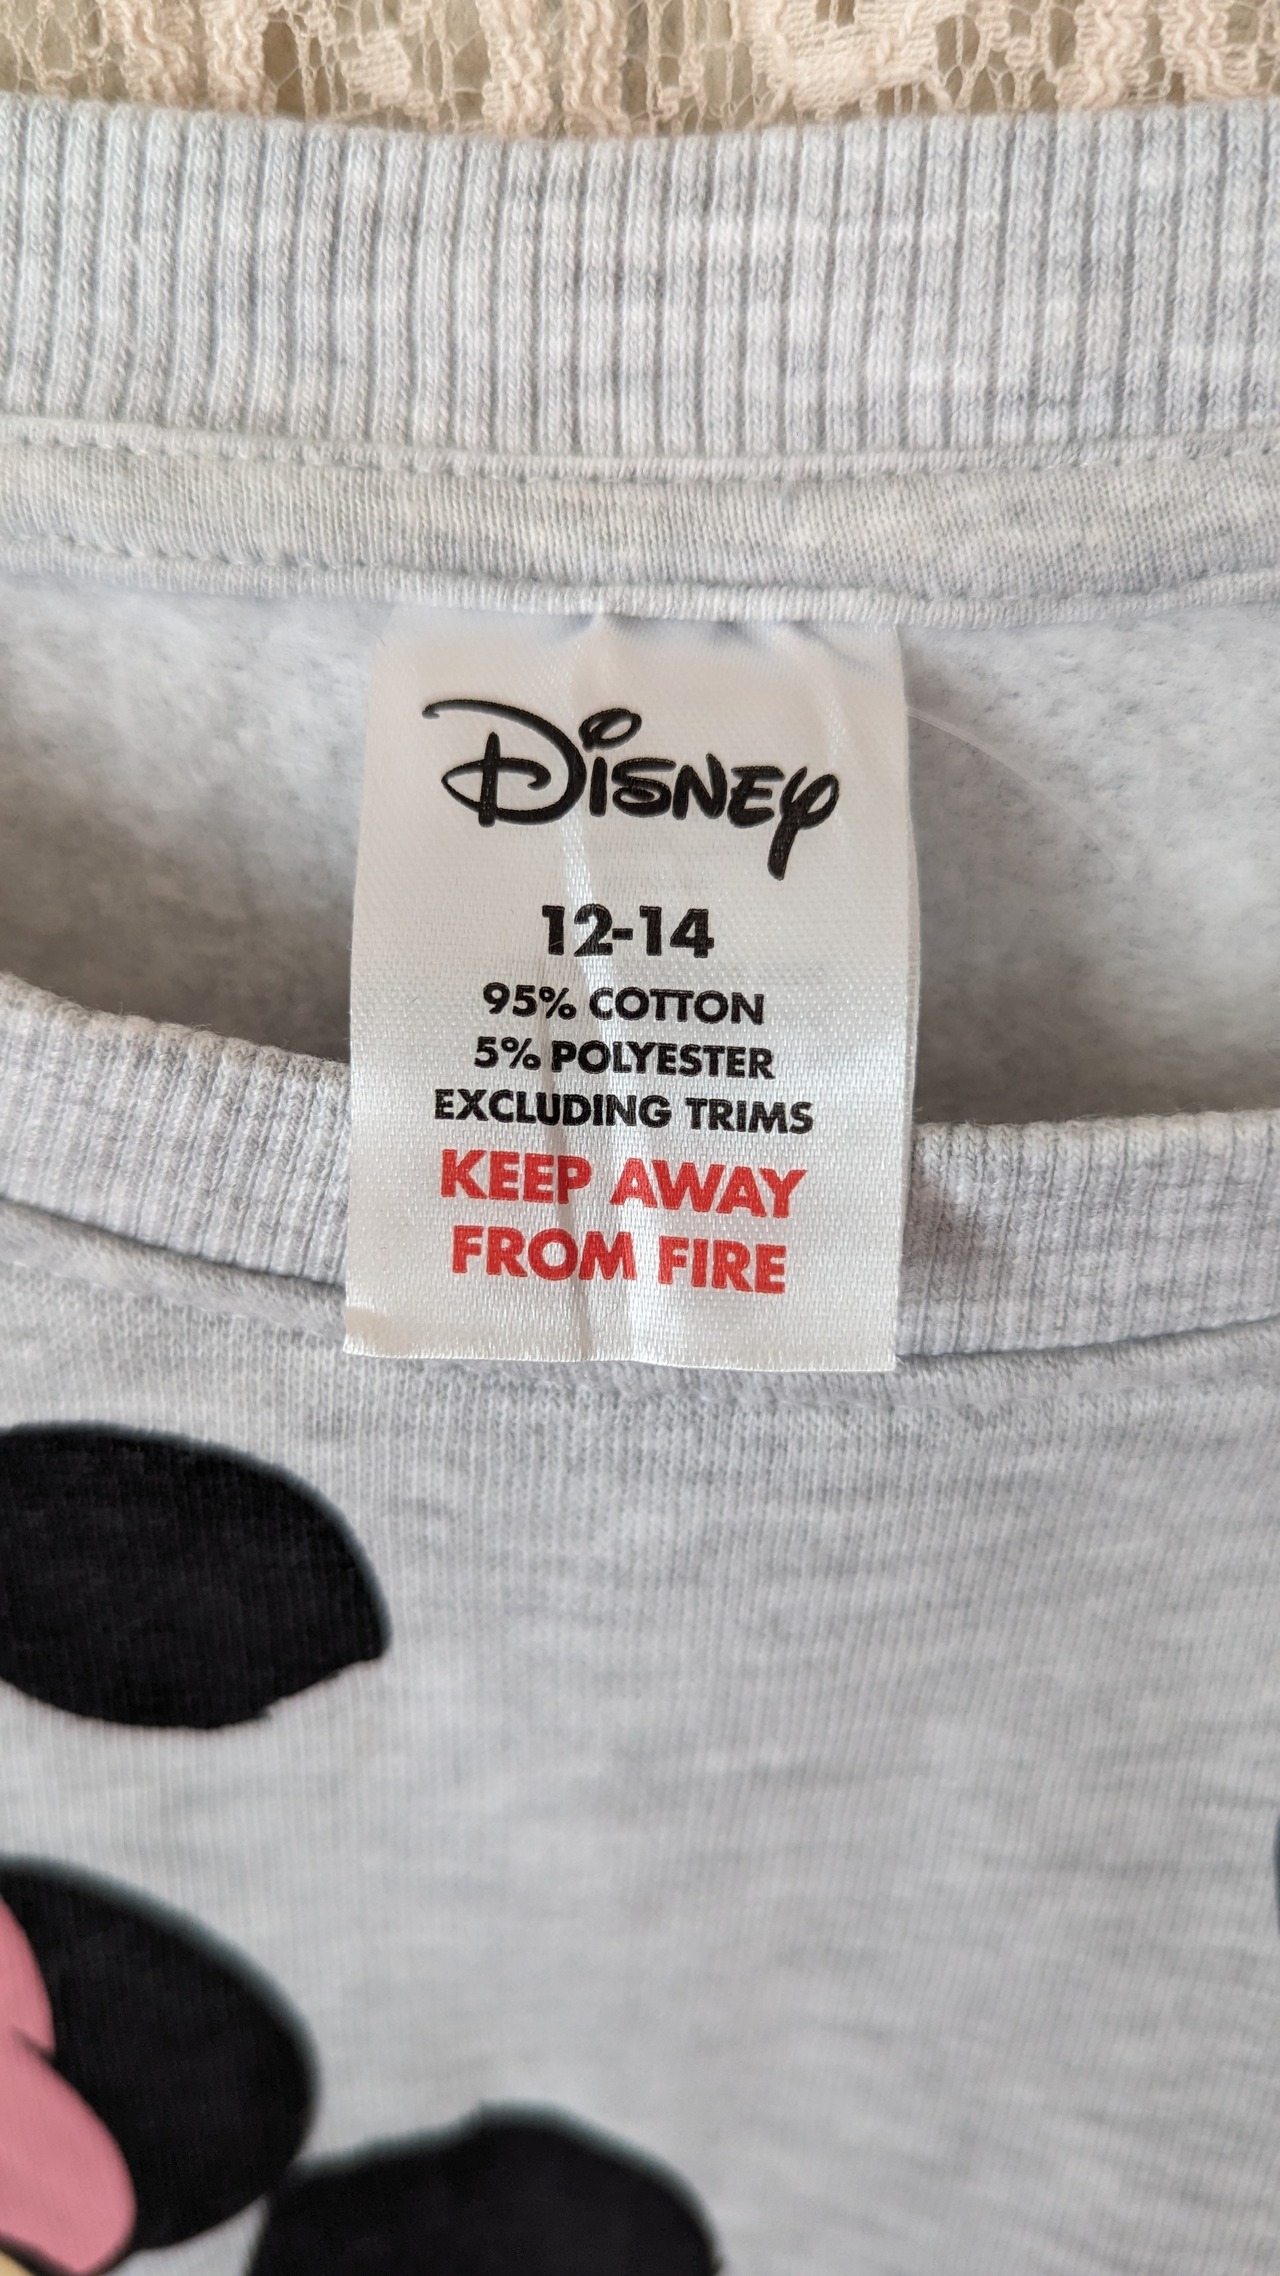 Disney
12-14
95% COTTON
5% POLYESTER
EXCLUDING TRIMS
KEEP AWAY
FROM FIRE